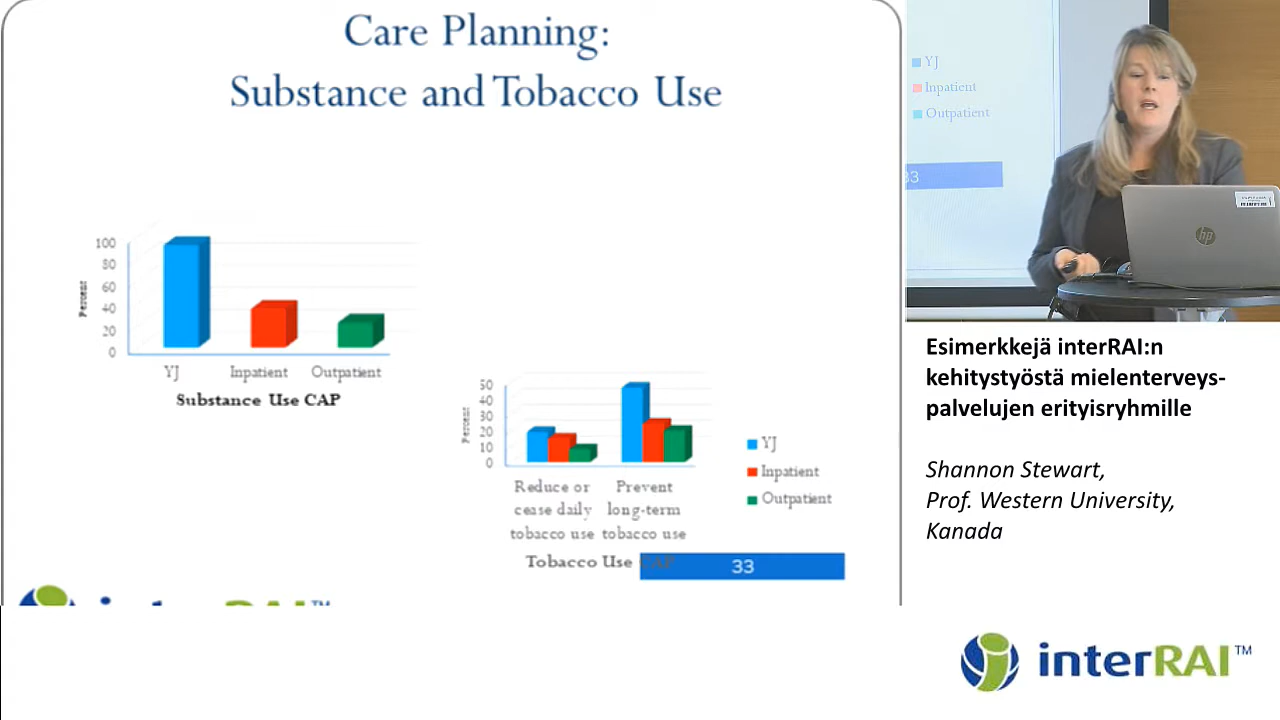 Care Planning:
Substance and Tobacco Use
100
80
60
40
20
0
Percent
YJ
Inpatient
Outpatient
Substance Use CAP
50
40
30
20
10
0
Percent
Reduce or
cease daily
tobacco use
Prevent
long-term
tobacco use
Tobacco Use CAP
YJ
Inpatient
Outpatient
33
YJ
Inpatient
Outpatient
33
hp
Esimerkkejä interRAI:n
kehitystyöstä mielenterveys-
palvelujen erityisryhmille
Shannon Stewart,
Prof. Western University,
Kanada
interRAI™
interRAI™